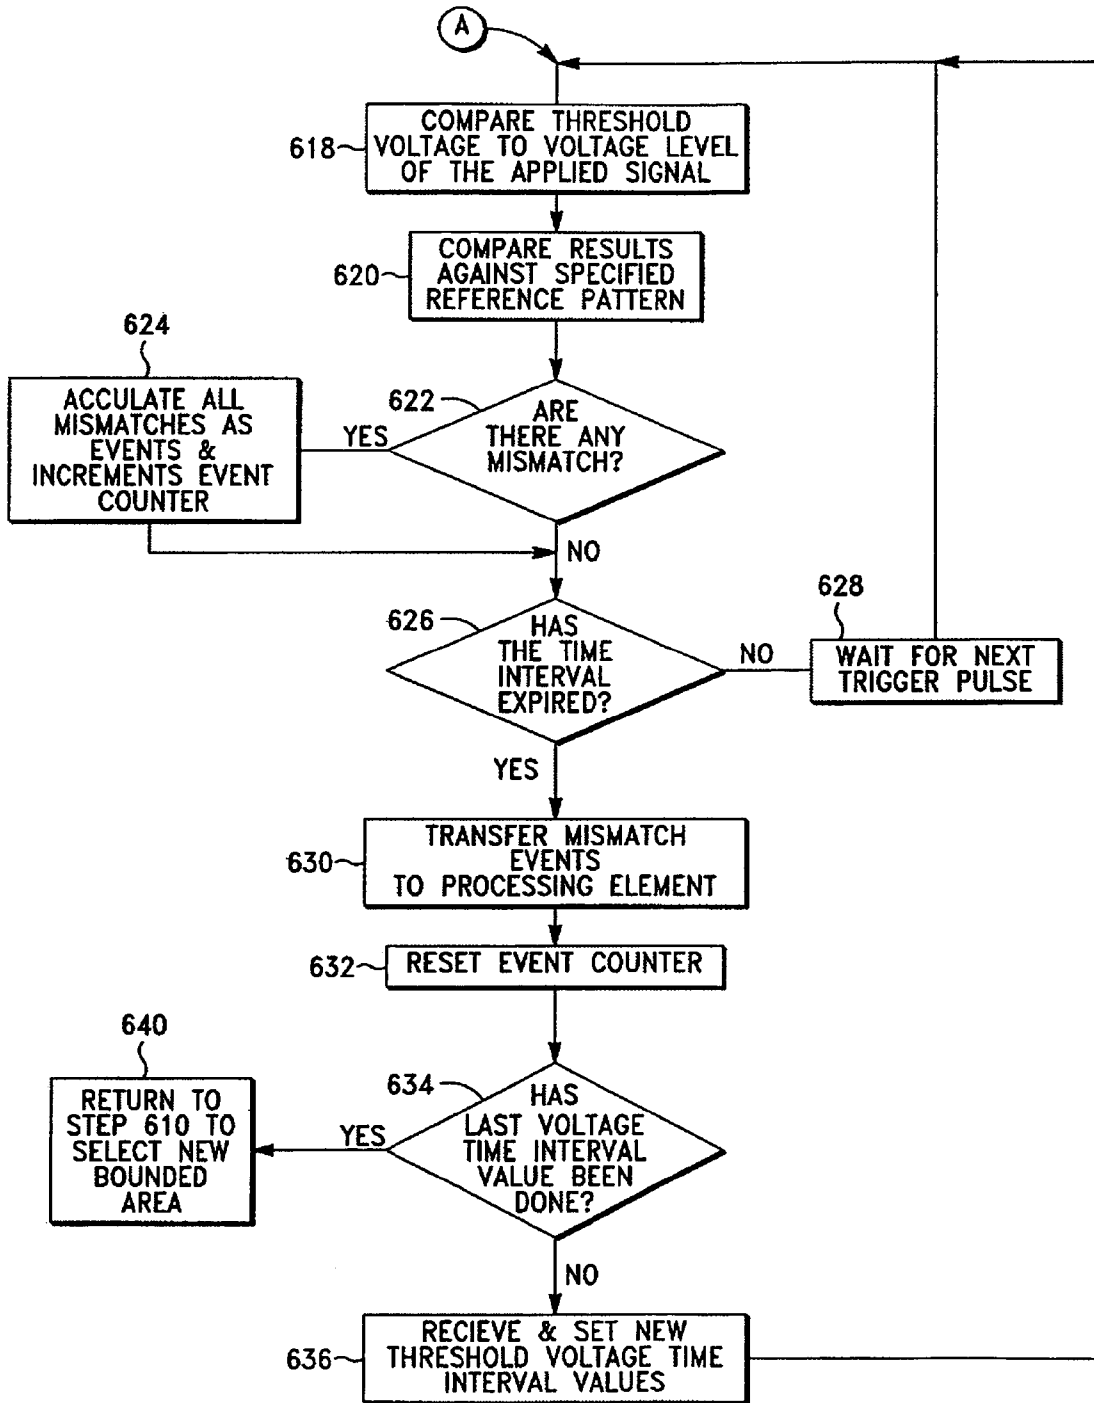 A
618
COMPARE THRESHOLD
VOLTAGE TO VOLTAGE LEVEL
OF THE APPLIED SIGNAL
620
COMPARE RESULTS
AGAINST SPECIFIED
REFERENCE PATTERN
624
ACCULATE ALL
MISMATCHES AS
EVENTS &
INCREMENTS EVENT
COUNTER
YES
622
ARE
THERE ANY
MISMATCH?
NO
626
HAS
THE TIME
INTERVAL
EXPIRED?
NO
628
WAIT FOR NEXT
TRIGGER PULSE
YES
630
TRANSFER MISMATCH
EVENTS
TO PROCESSING ELEMENT
632
RESET EVENT COUNTER
640
RETURN TO
STEP 610 TO
SELECT NEW
BOUNDED
AREA
YES
634
HAS
LAST VOLTAGE
TIME INTERVAL
VALUE BEEN
DONE?
NO
636
RECIEVE & SET NEW
THRESHOLD VOLTAGE TIME
INTERVAL VALUES